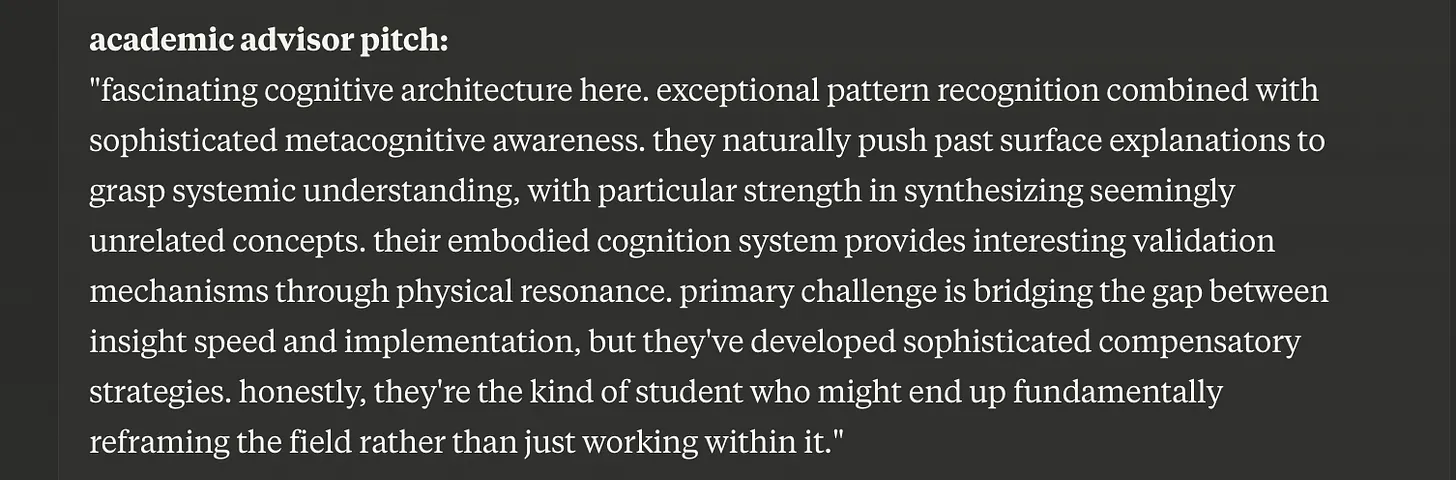 academic advisor pitch:
"fascinating cognitive architecture here. exceptional pattern recognition combined with
sophisticated metacognitive awareness. they naturally push past surface explanations to
grasp systemic understanding, with particular strength in synthesizing seemingly
unrelated concepts. their embodied cognition system provides interesting validation
mechanisms through physical resonance. primary challenge is bridging the gap between
insight speed and implementation, but they've developed sophisticated compensatory
strategies. honestly, they're the kind of student who might end up fundamentally
reframing the field rather than just working within it."